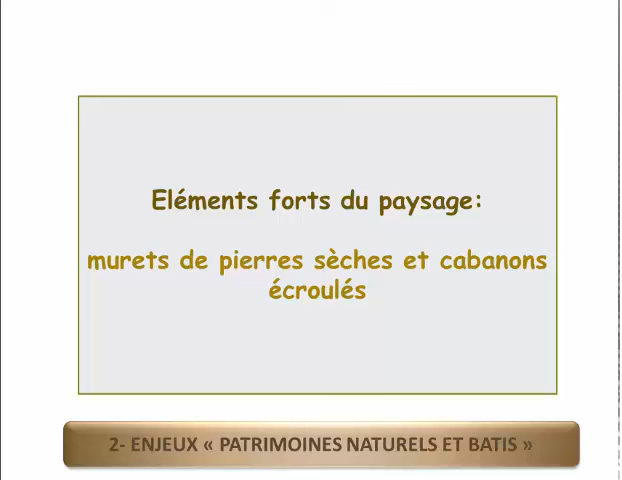 Eléments forts du paysage:
murets de pierres sèches et cabanons
écroulés
2- ENJEUX « PATRIMOINES NATURELS ET BATIS »